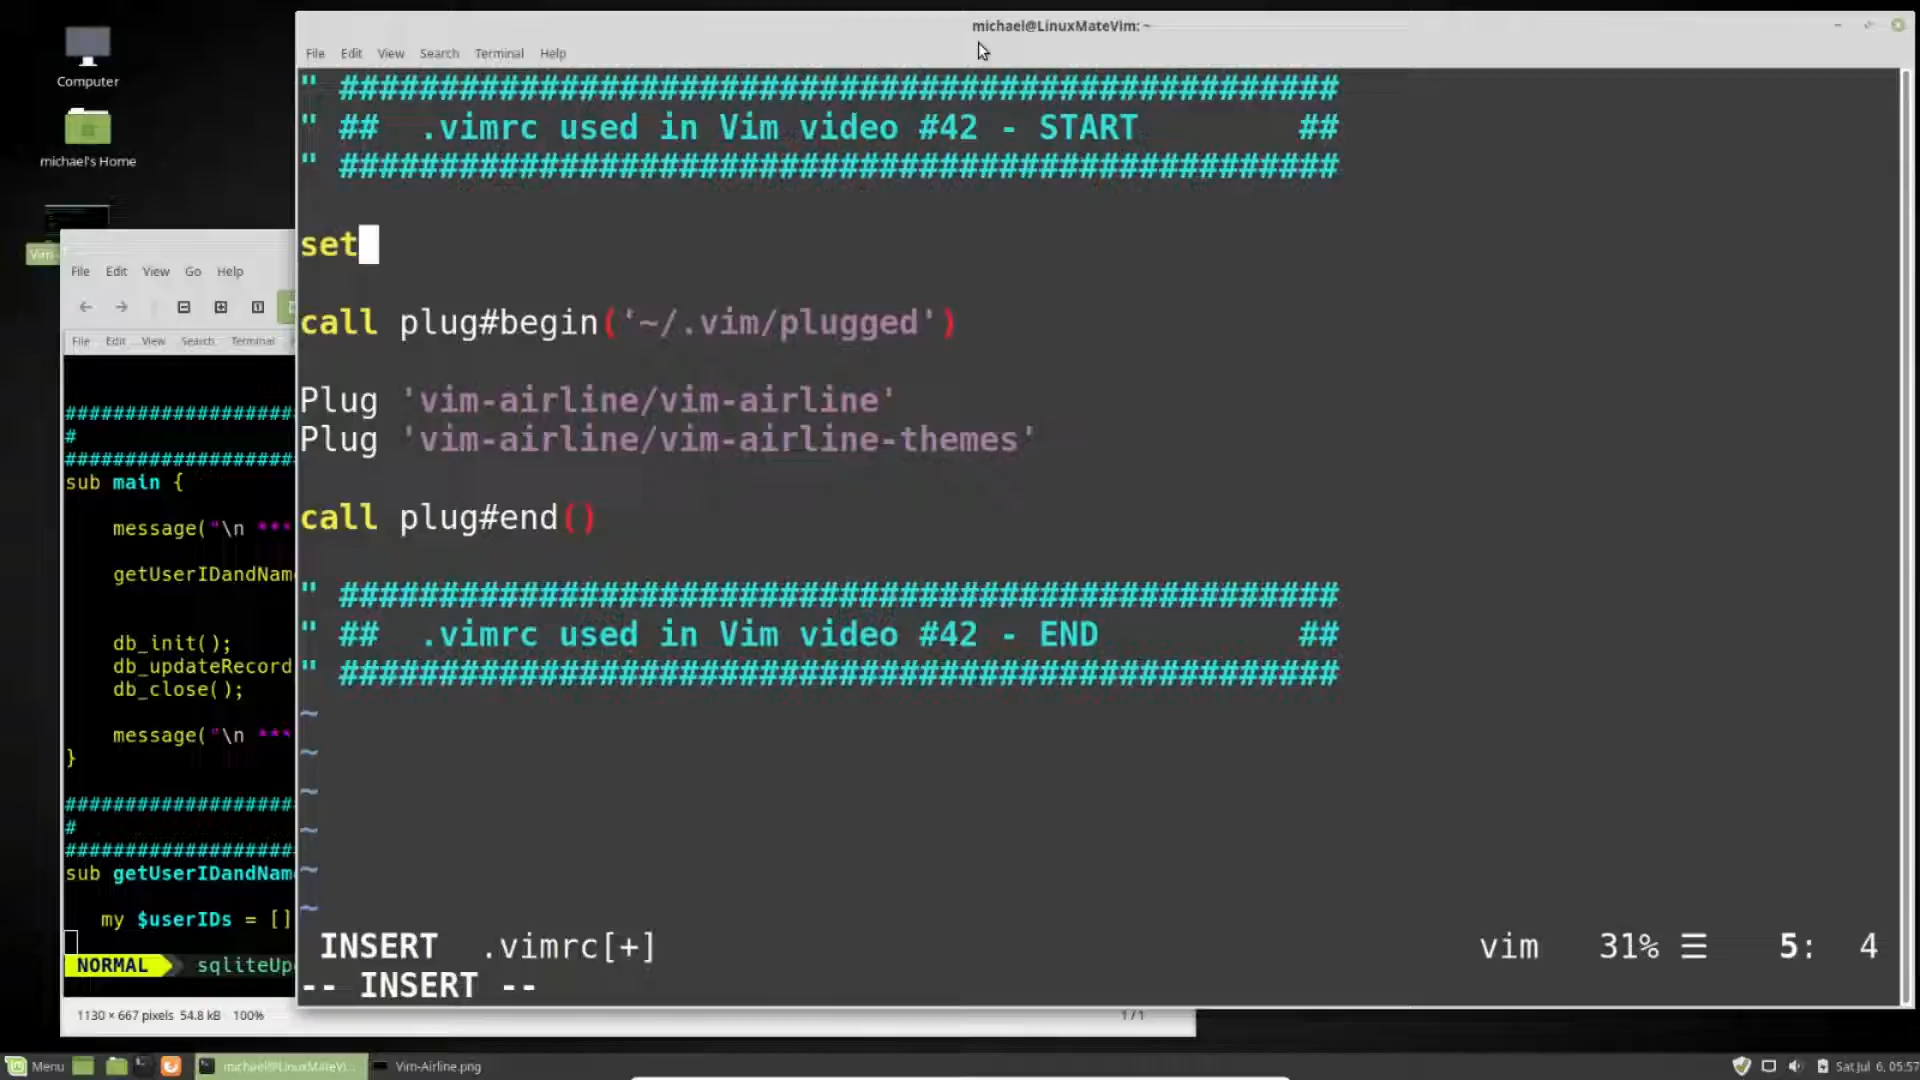 michael@LinuxMateVim: ~
File Edit View Search Terminal Help
" ##################################################
" ##  .vimrc used in Vim video #42 - START        ##
" ##################################################
set
call plug#begin('~/.vim/plugged')
Plug 'vim-airline/vim-airline'
Plug 'vim-airline/vim-airline-themes'
call plug#end()
" ##################################################
" ##  .vimrc used in Vim video #42 - END          ##
" ##################################################
~
~
~
~
~
~
INSERT .vimrc[+] vim 31% ☰ 5: 4
-- INSERT --
Computer
michael's Home
Vim-
File Edit View Go Help
File Edit View Search Terminal
###################
#
###################
sub main {
message("\n ***
getUserIDandNam
db_init();
db_updateRecord
db_close();
message("\n ***
}
###################
#
###################
sub getUserIDandNam
my $userIDs = []
NORMAL sqliteUp
1130 × 667 pixels 54.8 kB 100% 1 / 1
Menu michael@LinuxMateVi... Vim-Airline.png Sat Jul 6, 05:57